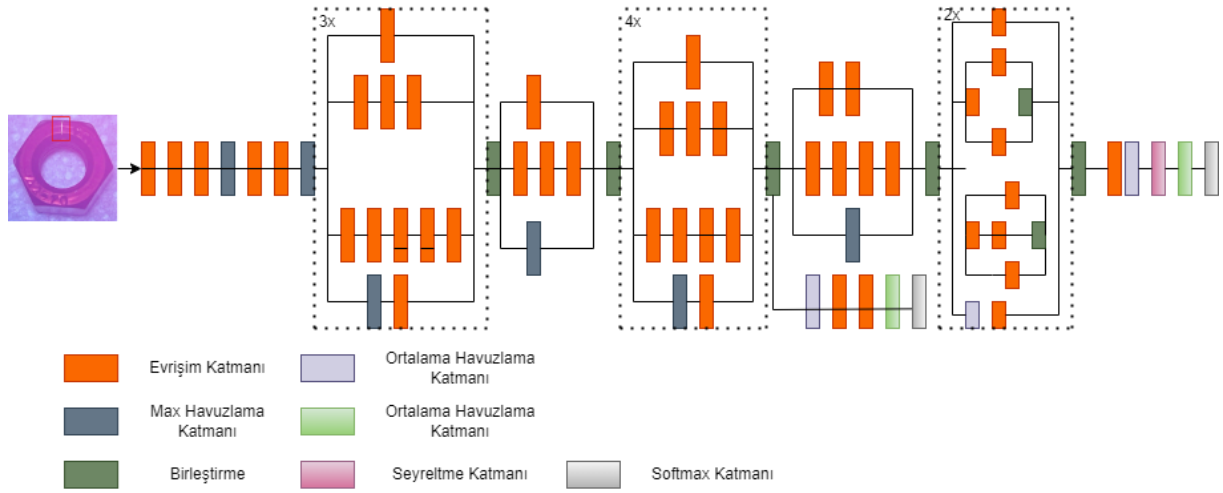 3x
4x
2x
Evrişim Katmanı
Ortalama Havuzlama
Katmanı
Max Havuzlama
Katmanı
Ortalama Havuzlama
Katmanı
Birleştirme
Seyreltme Katmanı
Softmax Katmanı